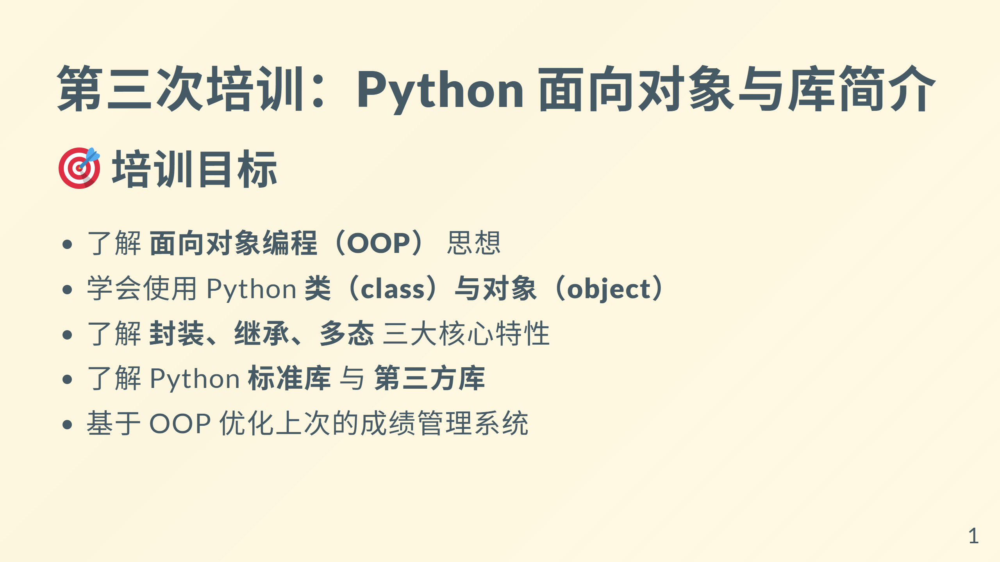 第三次培训：Python 面向对象与库简介
🎯 培训目标
• 了解 面向对象编程（OOP） 思想
• 学会使用 Python 类（class）与对象（object）
• 了解 封装、继承、多态 三大核心特性
• 了解 Python 标准库 与 第三方库
• 基于 OOP 优化上次的成绩管理系统
1